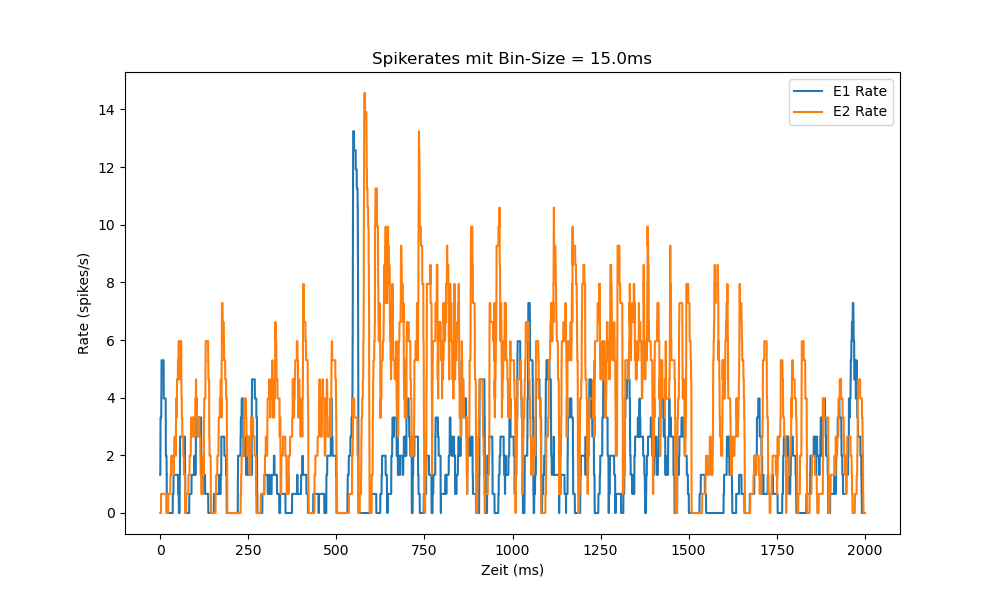 Spikerates mit Bin-Size = 15.0ms
E1 Rate
E2 Rate
Rate (spikes/s)
14
12
10
8
6
4
2
0
0 250 500 750 1000 1250 1500 1750 2000
Zeit (ms)